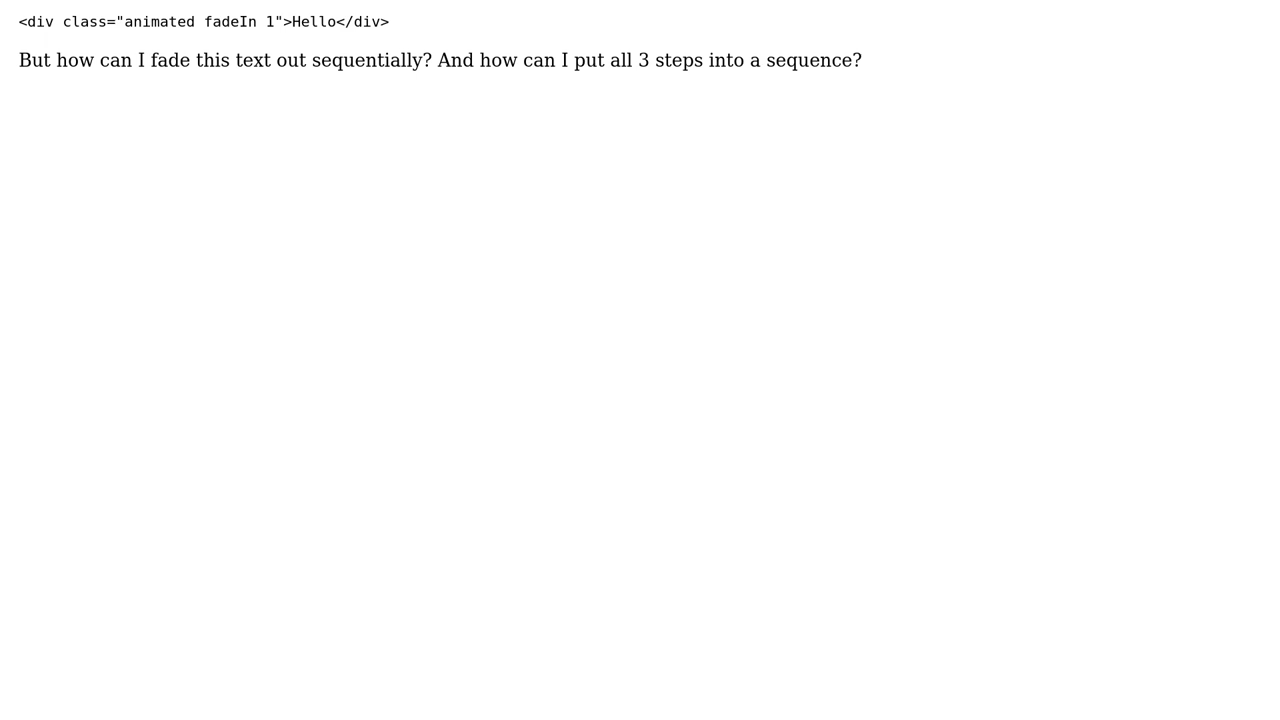 <div class="animated fadeIn 1">Hello</div>
But how can I fade this text out sequentially? And how can I put all 3 steps into a sequence?